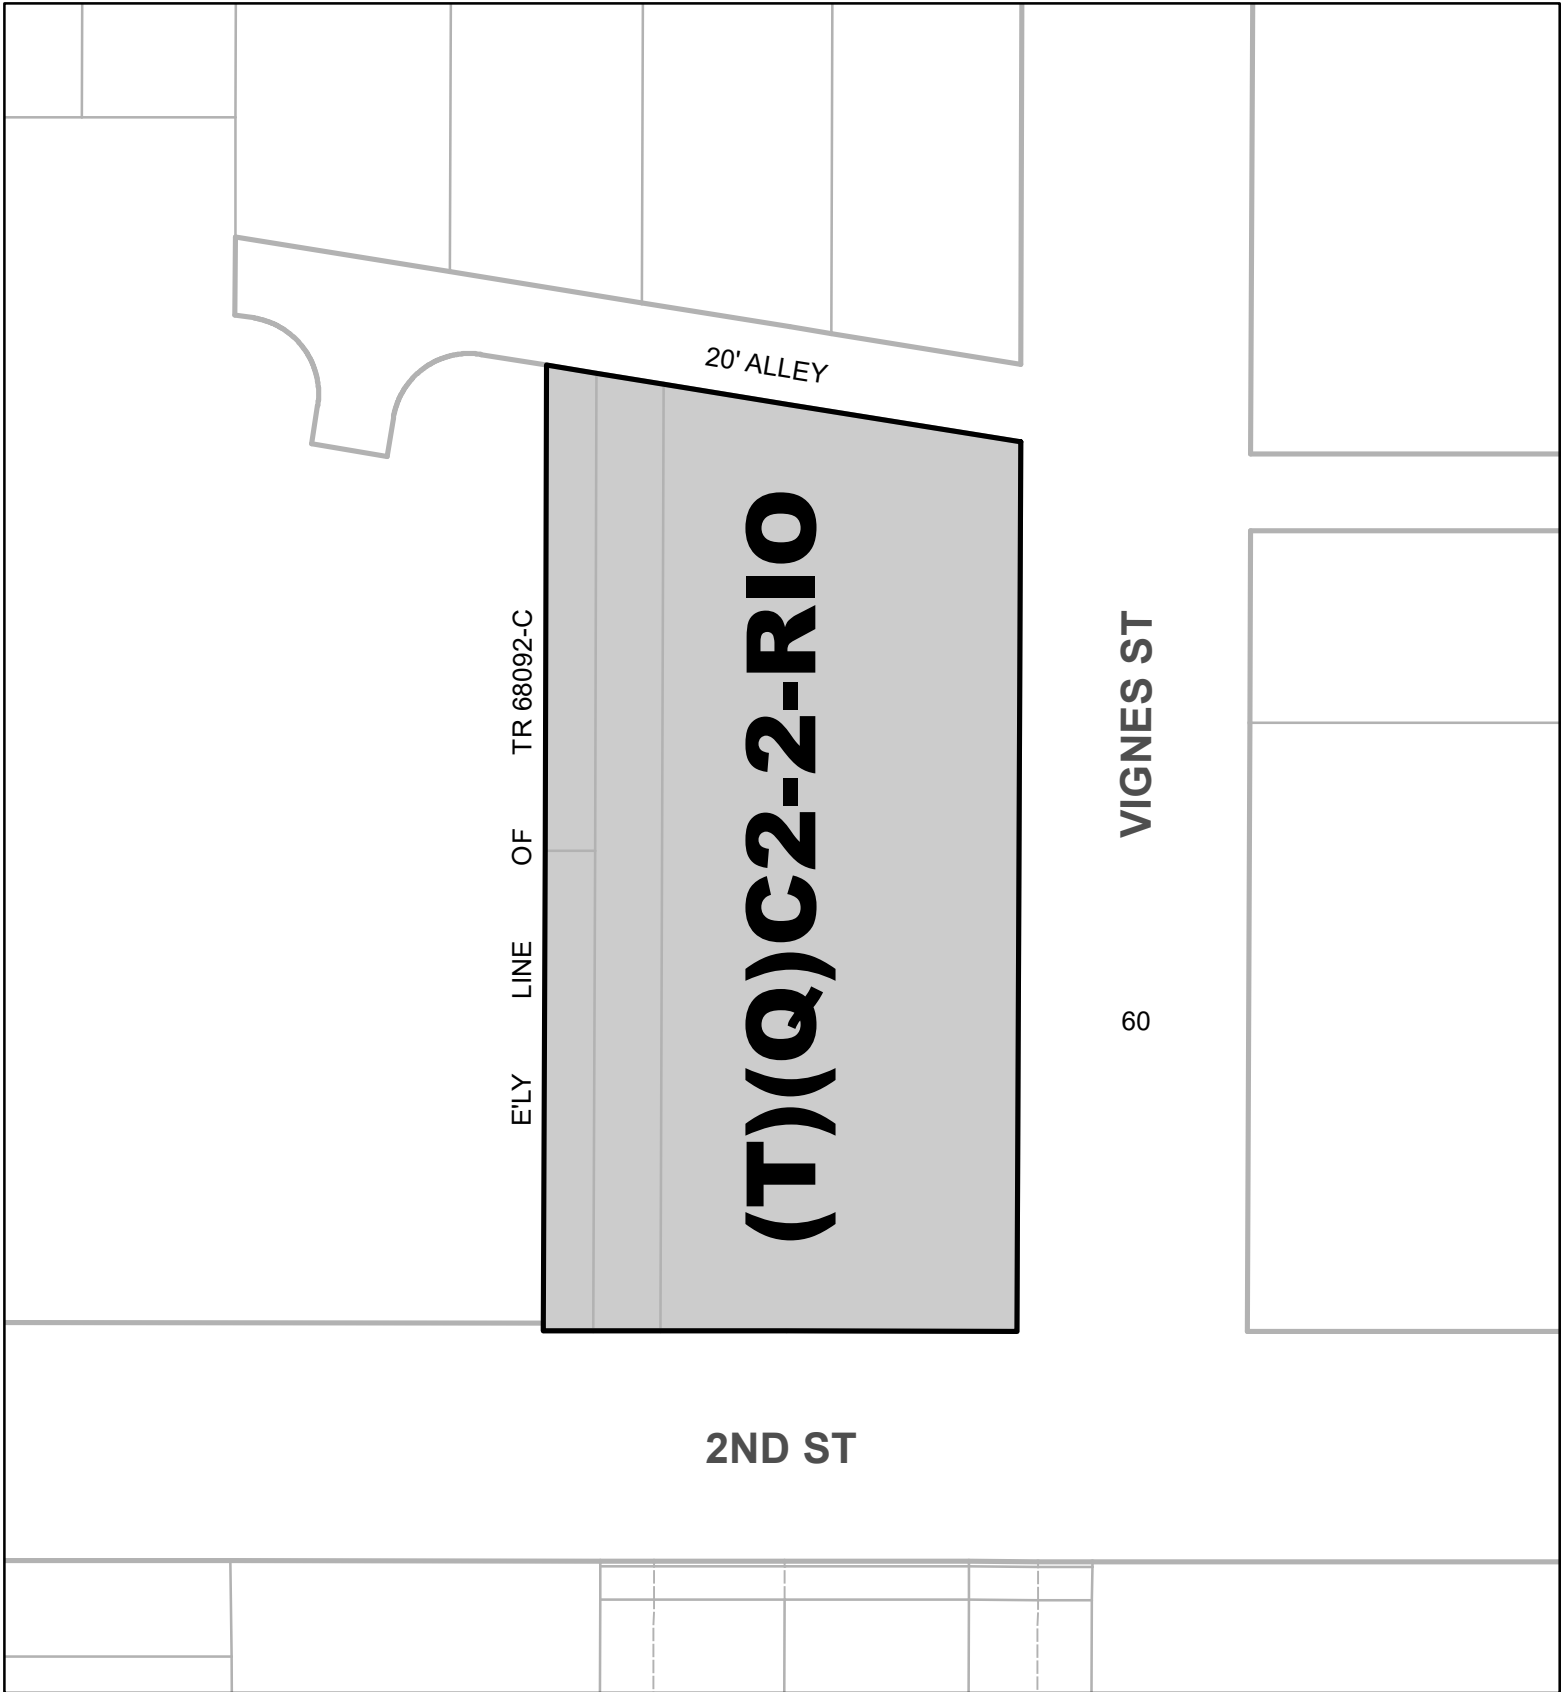 20' ALLEY
E'LY LINE OF TR 68092-C
(T)(Q)C2-2-RIO
VIGNES ST
60
2ND ST